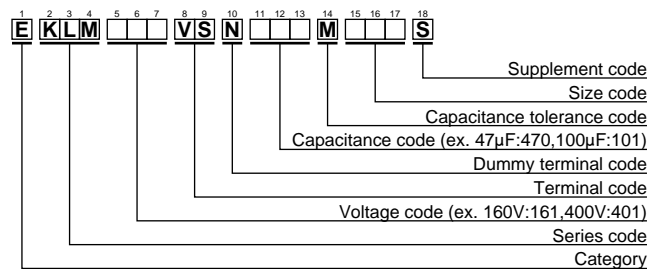 1 2 3 4 5 6 7 8 9 10 11 12 13 14 15 16 17 18
E K L M V S N M S
Supplement code
Size code
Capacitance tolerance code
Capacitance code (ex. 47µF:470,100µF:101)
Dummy terminal code
Terminal code
Voltage code (ex. 160V:161,400V:401)
Series code
Category